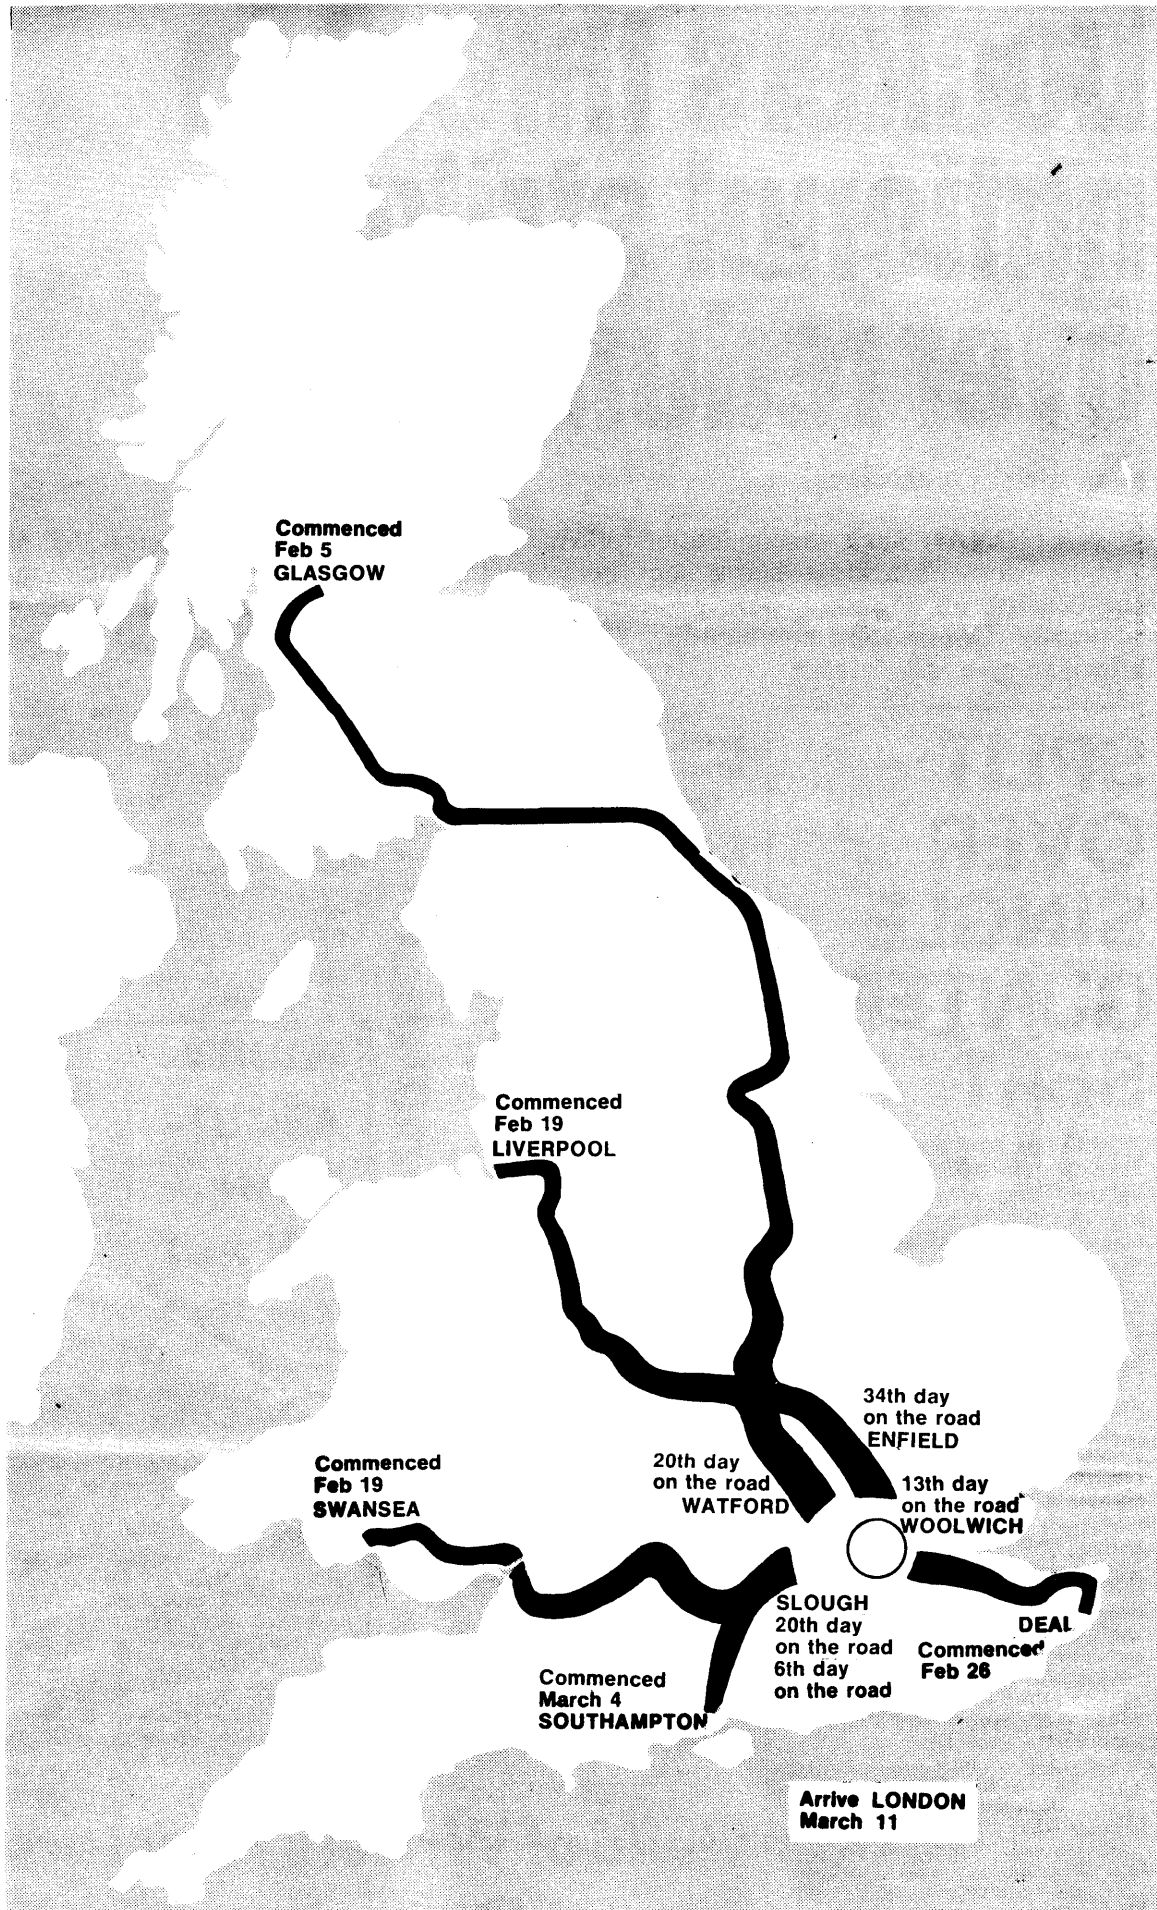 Commenced
Feb 5
GLASGOW
Commenced
Feb 19
LIVERPOOL
34th day
on the road
ENFIELD
20th day
on the road
WATFORD
13th day
on the road
WOOLWICH
Commenced
Feb 19
SWANSEA
SLOUGH
20th day
on the road
6th day
on the road
DEAL
Commenced
Feb 26
Commenced
March 4
SOUTHAMPTON
Arrive LONDON
March 11